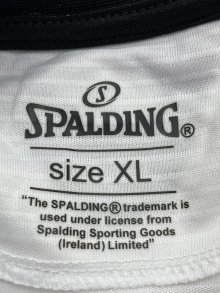 S
SPALDING®
size XL
"The SPALDING® trademark is
used under license from
Spalding Sporting Goods
(Ireland) Limited"